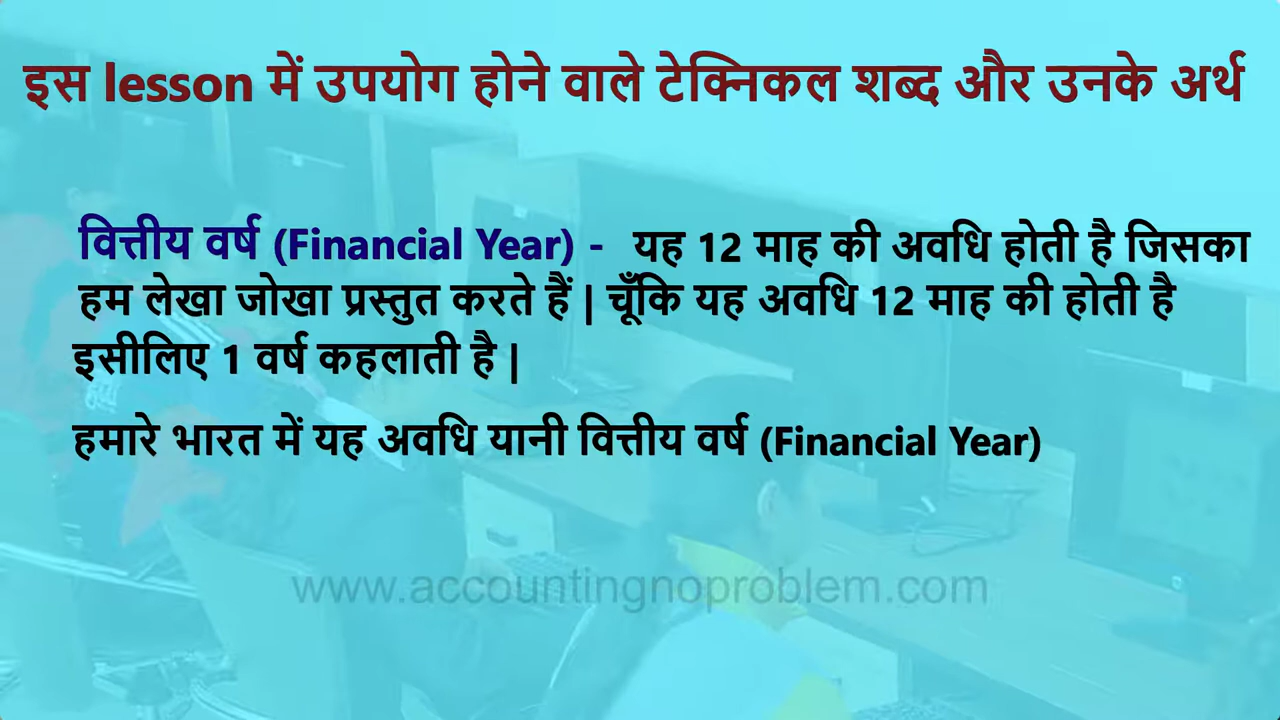 इस lesson में उपयोग होने वाले टेक्निकल शब्द और उनके अर्थ
वित्तीय वर्ष (Financial Year) - यह 12 माह की अवधि होती है जिसका
हम लेखा जोखा प्रस्तुत करते हैं | चूँकि यह अवधि 12 माह की होती है
इसीलिए 1 वर्ष कहलाती है |
हमारे भारत में यह अवधि यानी वित्तीय वर्ष (Financial Year)
www.accountingnoproblem.com